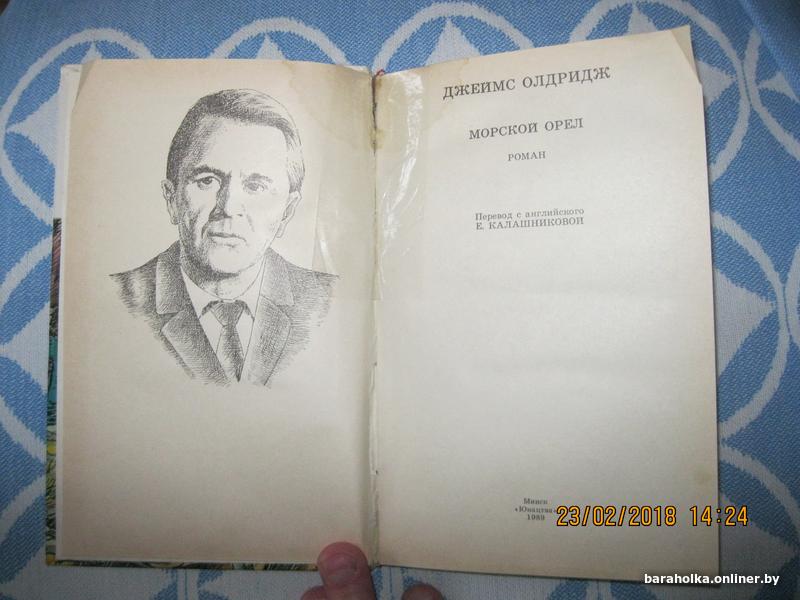 ДЖЕЙМС ОЛДРИДЖ
МОРСКОЙ ОРЕЛ
РОМАН
Перевод с английского
Е. КАЛАШНИКОВОЙ
Минск
«Юнацтва»
1989
23/02/2018 14:24
baraholka.onliner.by